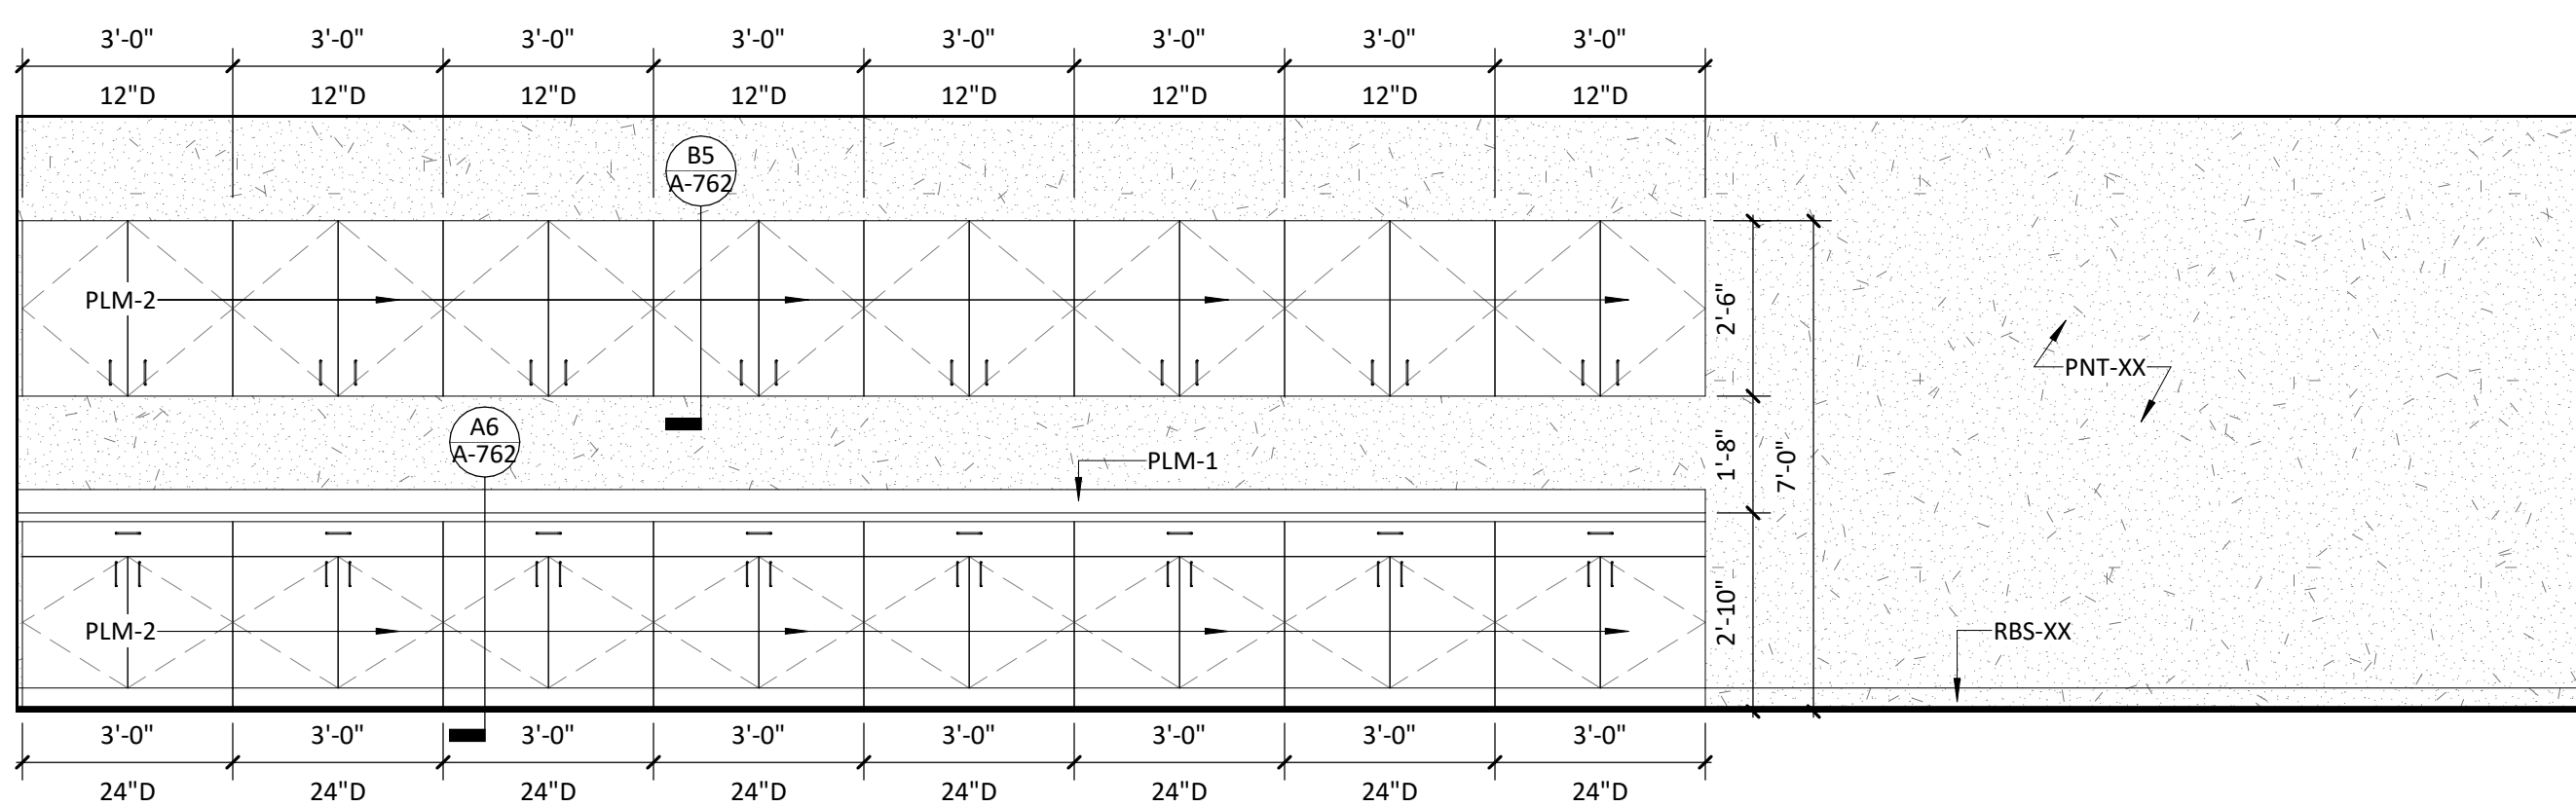 3'-0" 3'-0" 3'-0" 3'-0" 3'-0" 3'-0" 3'-0" 3'-0"
12"D 12"D 12"D 12"D 12"D 12"D 12"D 12"D
B5
A-762
PLM-2
2'-6"
PNT-XX
A6
A-762
PLM-1
1'-8"
7'-0"
PLM-2
2'-10"
RBS-XX
3'-0" 3'-0" 3'-0" 3'-0" 3'-0" 3'-0" 3'-0" 3'-0"
24"D 24"D 24"D 24"D 24"D 24"D 24"D 24"D